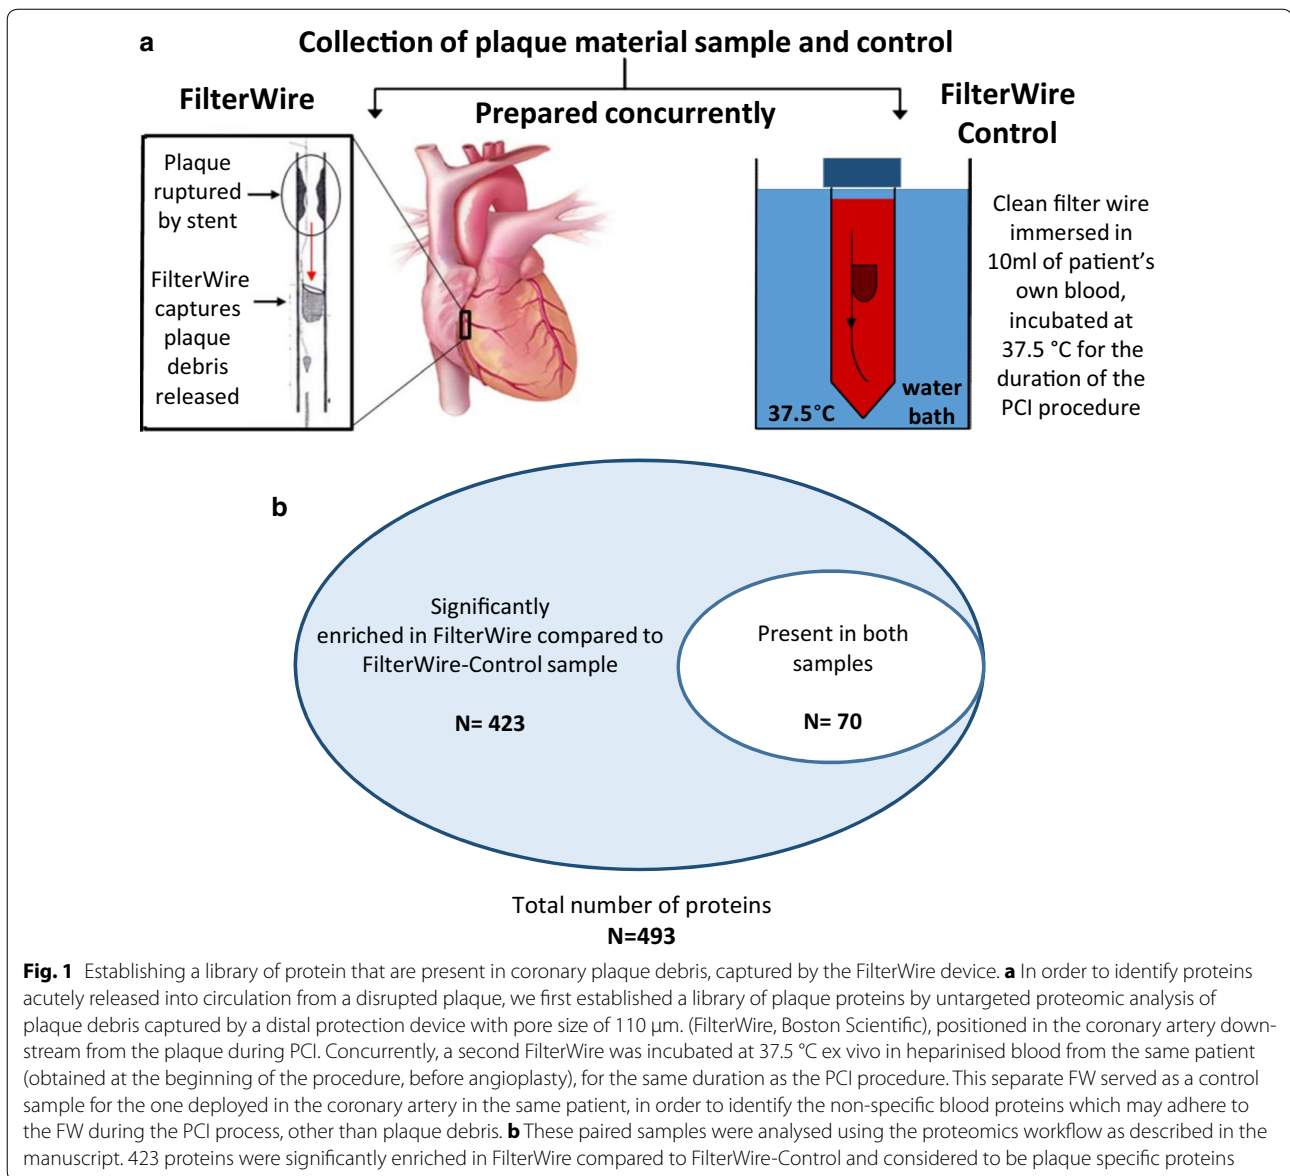 a
Collection of plaque material sample and control
FilterWire
Prepared concurrently
FilterWire
Control
Plaque
ruptured
by stent
FilterWire
captures
plaque
debris
released
37.5°C
water
bath
Clean filter wire
immersed in
10ml of patient’s
own blood,
incubated at
37.5 °C for the
duration of the
PCI procedure
b
Significantly
enriched in FilterWire compared to
FilterWire-Control sample
N= 423
Present in both
samples
N= 70
Total number of proteins
N=493
Fig. 1 Establishing a library of protein that are present in coronary plaque debris, captured by the FilterWire device. a In order to identify proteins
acutely released into circulation from a disrupted plaque, we first established a library of plaque proteins by untargeted proteomic analysis of
plaque debris captured by a distal protection device with pore size of 110 μm. (FilterWire, Boston Scientific), positioned in the coronary artery down-
stream from the plaque during PCI. Concurrently, a second FilterWire was incubated at 37.5 °C ex vivo in heparinised blood from the same patient
(obtained at the beginning of the procedure, before angioplasty), for the same duration as the PCI procedure. This separate FW served as a control
sample for the one deployed in the coronary artery in the same patient, in order to identify the non-specific blood proteins which may adhere to
the FW during the PCI process, other than plaque debris. b These paired samples were analysed using the proteomics workflow as described in the
manuscript. 423 proteins were significantly enriched in FilterWire compared to FilterWire-Control and considered to be plaque specific proteins